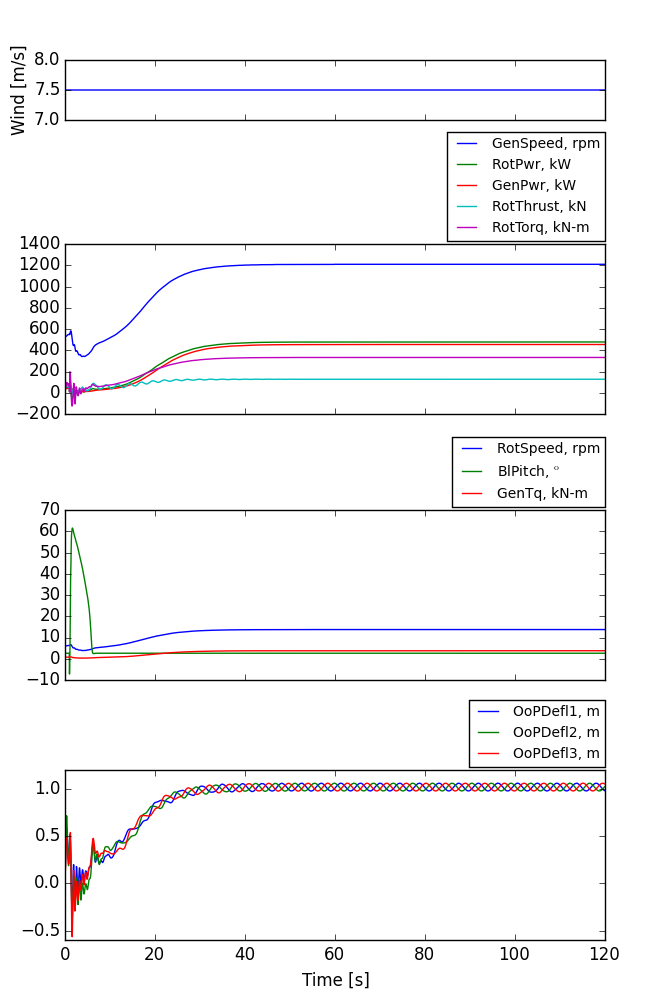 Wind [m/s]
8.0
7.5
7.0
GenSpeed, rpm
RotPwr, kW
GenPwr, kW
RotThrust, kN
RotTorq, kN-m
1400
1200
1000
800
600
400
200
0
−200
RotSpeed, rpm
BlPitch, °
GenTq, kN-m
70
60
50
40
30
20
10
0
−10
OoPDefl1, m
OoPDefl2, m
OoPDefl3, m
1.0
0.5
0.0
−0.5
0 20 40 60 80 100 120
Time [s]